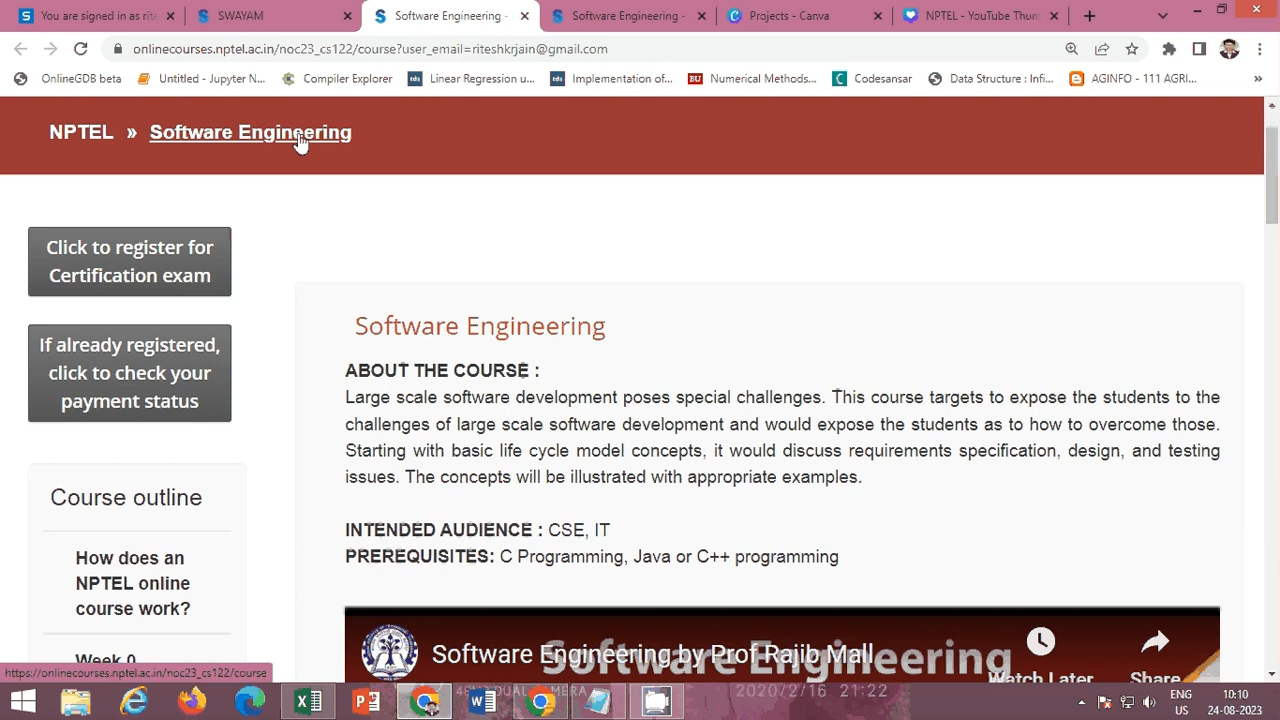 You are signed in as rite
SWAYAM
Software Engineering -
Software Engineering -
Projects - Canva
NPTEL - YouTube Thum
onlinecourses.nptel.ac.in/noc23_cs122/course?user_email=riteshkrjain@gmail.com
OnlineGDB beta
Untitled - Jupyter N...
Compiler Explorer
Linear Regression u...
Implementation of...
Numerical Methods...
Codesansar
Data Structure : Infi...
AGINFO - 111 AGRI...
NPTEL » Software Engineering
Click to register for
Certification exam
If already registered,
click to check your
payment status
Course outline
How does an
NPTEL online
course work?
Week 0
Software Engineering
ABOUT THE COURSE :
Large scale software development poses special challenges. This course targets to expose the students to the
challenges of large scale software development and would expose the students as to how to overcome those.
Starting with basic life cycle model concepts, it would discuss requirements specification, design, and testing
issues. The concepts will be illustrated with appropriate examples.
INTENDED AUDIENCE : CSE, IT
PREREQUISITES: C Programming, Java or C++ programming
Software Engineering by Prof Rajib Mall
Software Engineering
Watch Later
Share
https://onlinecourses.nptel.ac.in/noc23_cs122/course
2020/2/16 21:22
ENG
US
10:10
24-08-2023